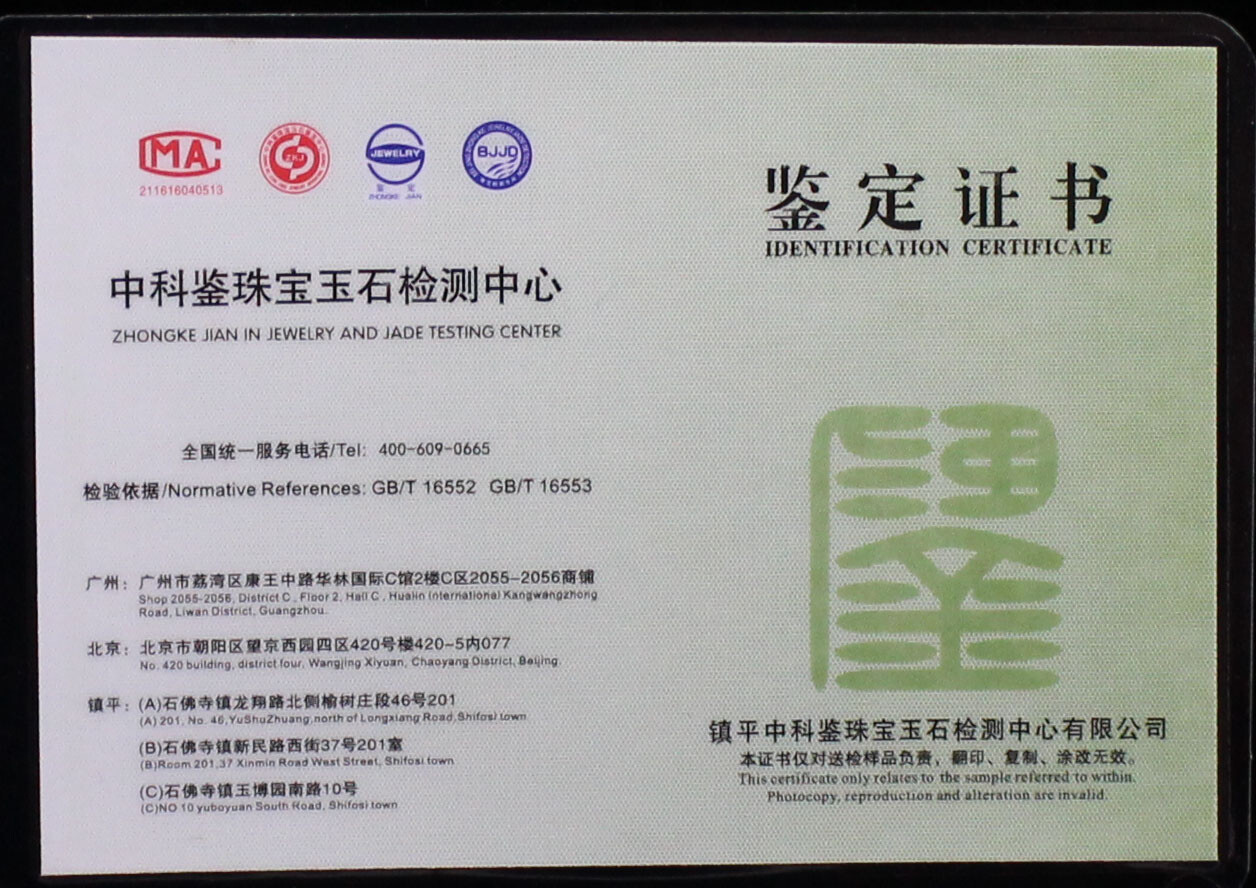 MA
211616040513
ZKJ
JEWELRY
鉴 定
ZHONGKE JIAN
BJJD
中科鉴珠宝玉石检测中心
ZHONGKE JIAN IN JEWELRY AND JADE TESTING CENTER
全国统一服务电话/Tel: 400-609-0665
检验依据/Normative References: GB/T 16552 GB/T 16553
广州：广州市荔湾区康王中路华林国际C馆2楼C区2055-2056商铺
Shop 2055-2056, District C , Floor 2, Hall C , Hualin International Kangwangzhong
Road, Liwan District, Guangzhou.
北京：北京市朝阳区望京西园四区420号楼420-5内077
No. 420 building, district four, Wangjing Xiyuan, Chaoyang District, Beijing.
镇平：(A)石佛寺镇龙翔路北侧榆树庄段46号201
(A) 201, No. 46,YuShuZhuang,north of Longxiang Road,Shifosi town
(B)石佛寺镇新民路西街37号201室
(B)Room 201,37 Xinmin Road West Street, Shifosi town
(C)石佛寺镇玉博园南路10号
(C)NO 10 yuboyuan South Road, Shifosi town
鉴定证书
IDENTIFICATION CERTIFICATE
鉴
镇平中科鉴珠宝玉石检测中心有限公司
本证书仅对送检样品负责，翻印、复制、涂改无效。
This certificate only relates to the sample referred to within.
Photocopy, reproduction and alteration are invalid.